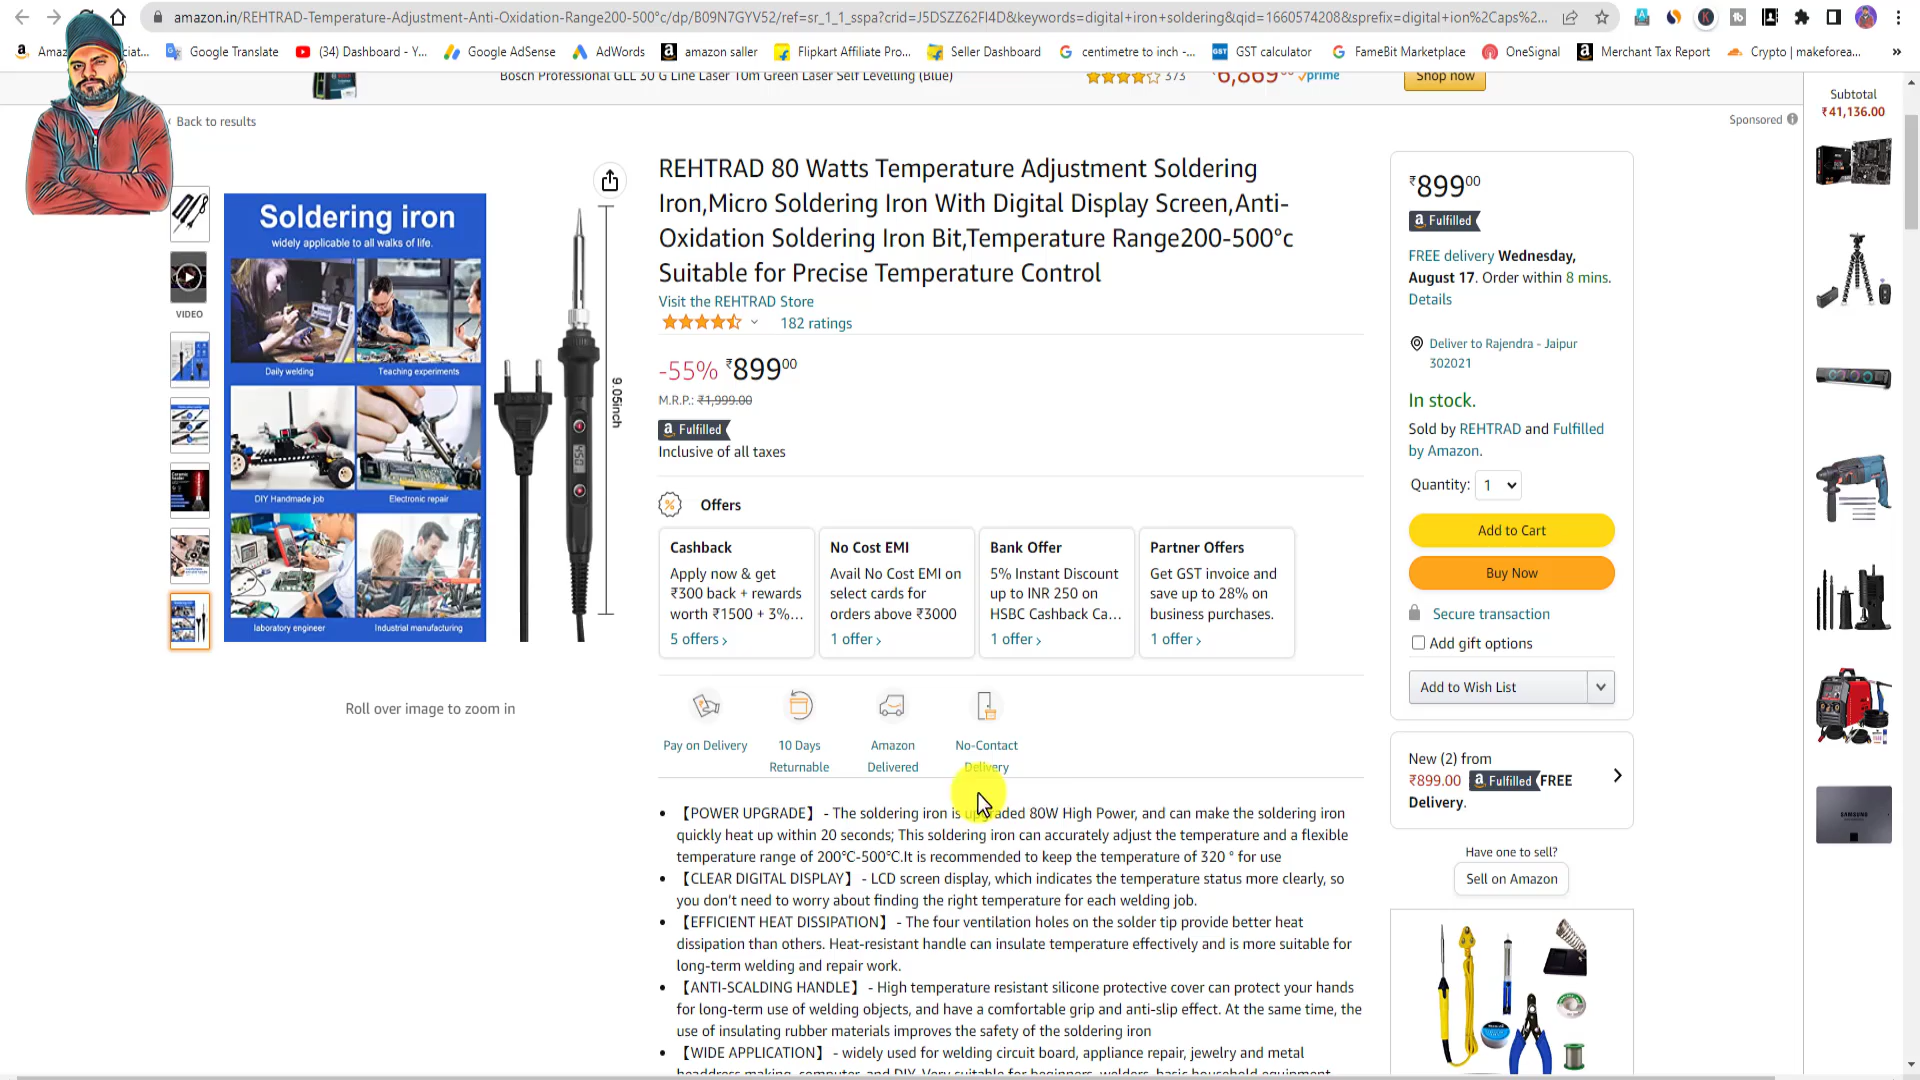 amazon.in/REHTRAD-Temperature-Adjustment-Anti-Oxidation-Range200-500°c/dp/B09N7GYV52/ref=sr_1_1_sspa?crid=J5DSZZ62FI4D&keywords=digital+iron+soldering&qid=1660574208&sprefix=digital+ion%2Caps%2...
Google Translate
(34) Dashboard - Y...
Google AdSense
AdWords
amazon saller
Flipkart Affiliate Pro...
Seller Dashboard
centimetre to inch -...
GST calculator
FameBit Marketplace
OneSignal
Merchant Tax Report
Crypto | makeforea...
»
Bosch Professional GLL 30 G Line Laser 10m Green Laser Self Levelling (Blue)
373
₹6,869
prime
Shop now
Back to results
Sponsored
Subtotal
₹41,136.00
VIDEO
Soldering iron
widely applicable to all walks of life.
Daily welding
Teaching experiments
DIY Handmade job
Electronic repair
laboratory engineer
Industrial manufacturing
9.05inch
Roll over image to zoom in
REHTRAD 80 Watts Temperature Adjustment Soldering
Iron,Micro Soldering Iron With Digital Display Screen,Anti-
Oxidation Soldering Iron Bit,Temperature Range200-500°c
Suitable for Precise Temperature Control
Visit the REHTRAD Store
182 ratings
-55% ₹89900
M.R.P.: ₹1,999.00
a Fulfilled
Inclusive of all taxes
Offers
Cashback
Apply now & get
₹300 back + rewards
worth ₹1500 + 3%...
5 offers ›
No Cost EMI
Avail No Cost EMI on
select cards for
orders above ₹3000
1 offer ›
Bank Offer
5% Instant Discount
up to INR 250 on
HSBC Cashback Ca...
1 offer ›
Partner Offers
Get GST invoice and
save up to 28% on
business purchases.
1 offer ›
Pay on Delivery
10 Days
Returnable
Amazon
Delivered
No-Contact
Delivery
• 【POWER UPGRADE】 - The soldering iron is upgraded 80W High Power, and can make the soldering iron
quickly heat up within 20 seconds; This soldering iron can accurately adjust the temperature and a flexible
temperature range of 200℃-500℃.It is recommended to keep the temperature of 320 ° for use
• 【CLEAR DIGITAL DISPLAY】 - LCD screen display, which indicates the temperature status more clearly, so
you don't need to worry about finding the right temperature for each welding job.
• 【EFFICIENT HEAT DISSIPATION】 - The four ventilation holes on the solder tip provide better heat
dissipation than others. Heat-resistant handle can insulate temperature effectively and is more suitable for
long-term welding and repair work.
• 【ANTI-SCALDING HANDLE】 - High temperature resistant silicone protective cover can protect your hands
for long-term use of welding objects, and have a comfortable grip and anti-slip effect. At the same time, the
use of insulating rubber materials improves the safety of the soldering iron
• 【WIDE APPLICATION】 - widely used for welding circuit board, appliance repair, jewelry and metal
headdress making, computer, and DIY. Very suitable for beginners, welders, basic household equipment
₹89900
a Fulfilled
FREE delivery Wednesday,
August 17. Order within 8 mins.
Details
Deliver to Rajendra - Jaipur
302021
In stock.
Sold by REHTRAD and Fulfilled
by Amazon.
Quantity: 1
Add to Cart
Buy Now
Secure transaction
Add gift options
Add to Wish List
New (2) from
₹899.00 a Fulfilled FREE
Delivery.
Have one to sell?
Sell on Amazon
SAMSUNG